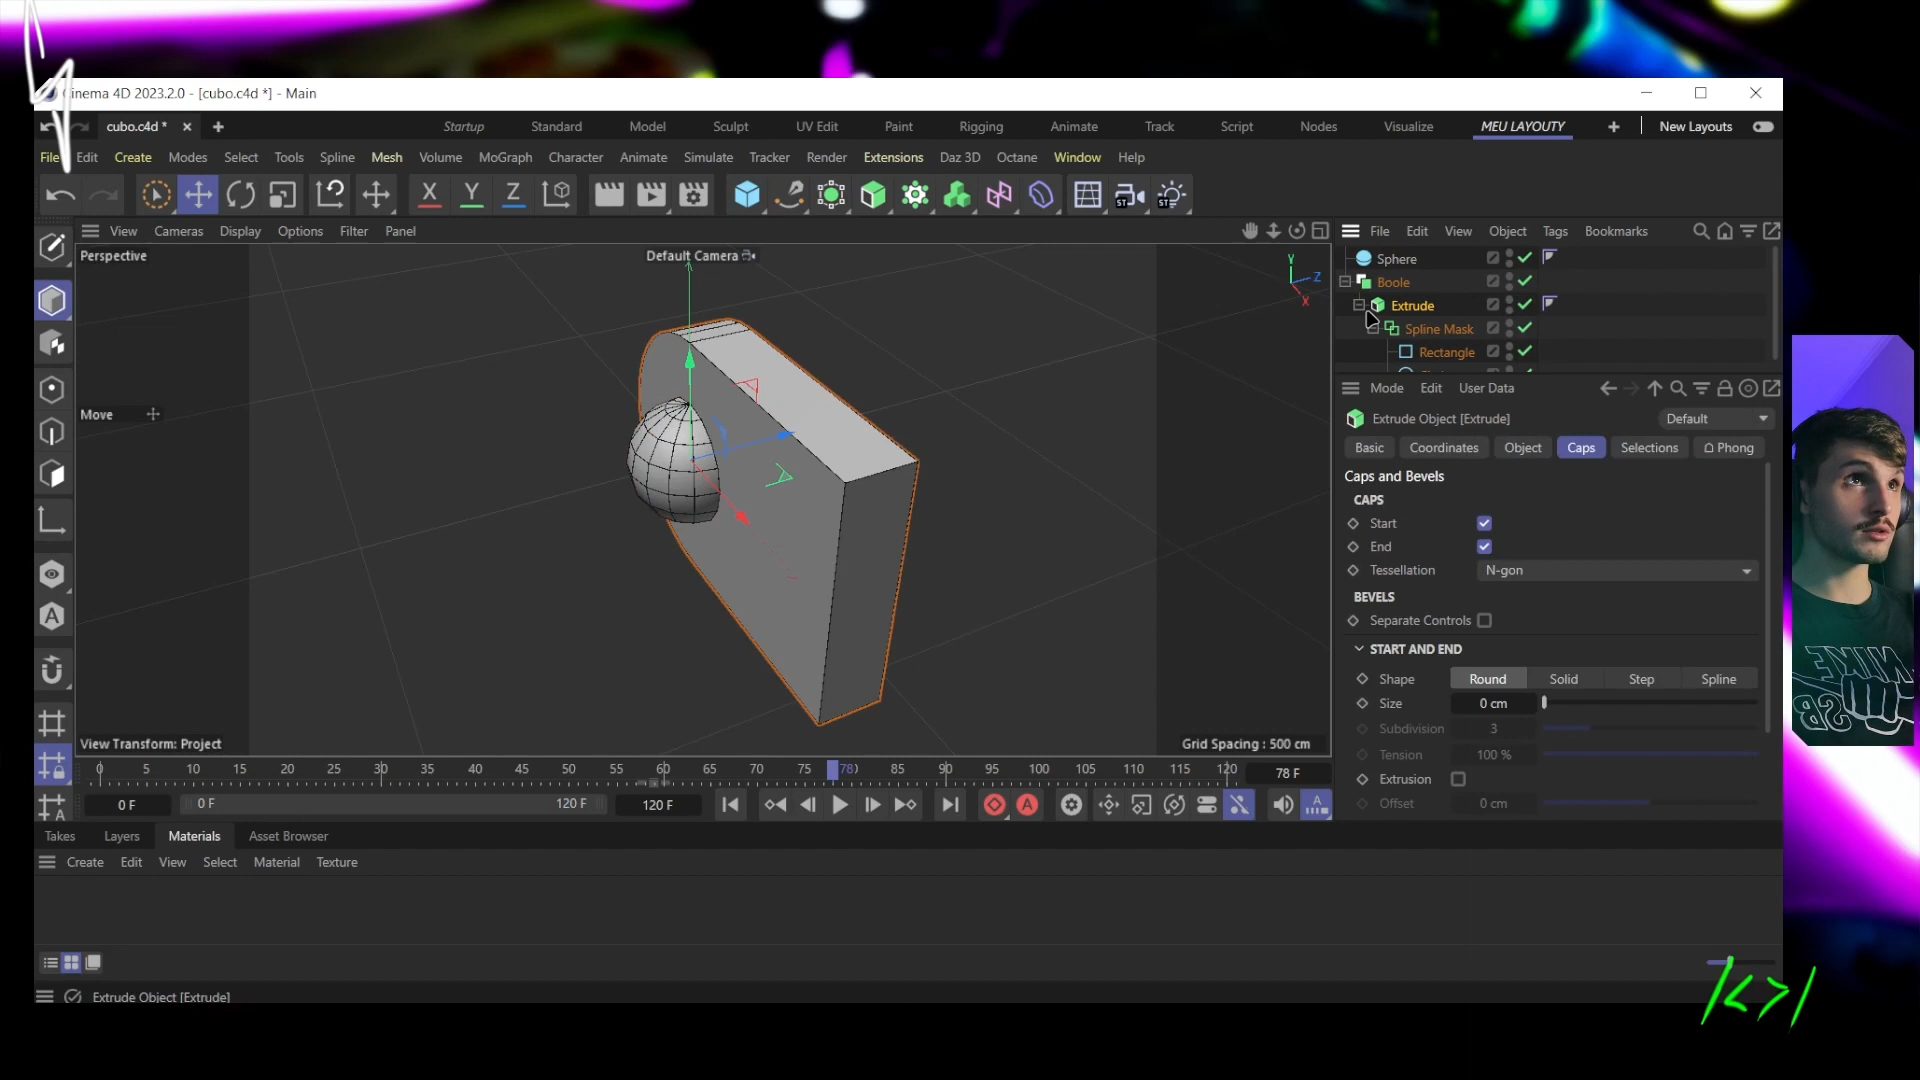 Cinema 4D 2023.2.0 - [cubo.c4d *] - Main
cubo.c4d *
Startup Standard Model Sculpt UV Edit Paint Rigging Animate Track Script Nodes Visualize MEU LAYOUTY New Layouts
File Edit Create Modes Select Tools Spline Mesh Volume MoGraph Character Animate Simulate Tracker Render Extensions Daz 3D Octane Window Help
X Y Z
ST ST
View Cameras Display Options Filter Panel
File Edit View Object Tags Bookmarks
Perspective
Default Camera
Y
Z
X
Sphere
Boole
Extrude
Spline Mask
Rectangle
Mode Edit User Data
Move
Extrude Object [Extrude]
Default
Basic Coordinates Object Caps Selections Phong
Caps and Bevels
CAPS
Start
End
Tessellation N-gon
BEVELS
Separate Controls
START AND END
Shape Round Solid Step Spline
Size 0 cm
Subdivision 3
Tension 100 %
Extrusion
Offset 0 cm
View Transform: Project
Grid Spacing : 500 cm
0 5 10 15 20 25 30 35 40 45 50 55 60 65 70 75 78 85 90 95 100 105 110 115 120
78 F
0 F
0 F
120 F
120 F
A
Takes Layers Materials Asset Browser
Create Edit View Select Material Texture
Extrude Object [Extrude]
NIKE
SB